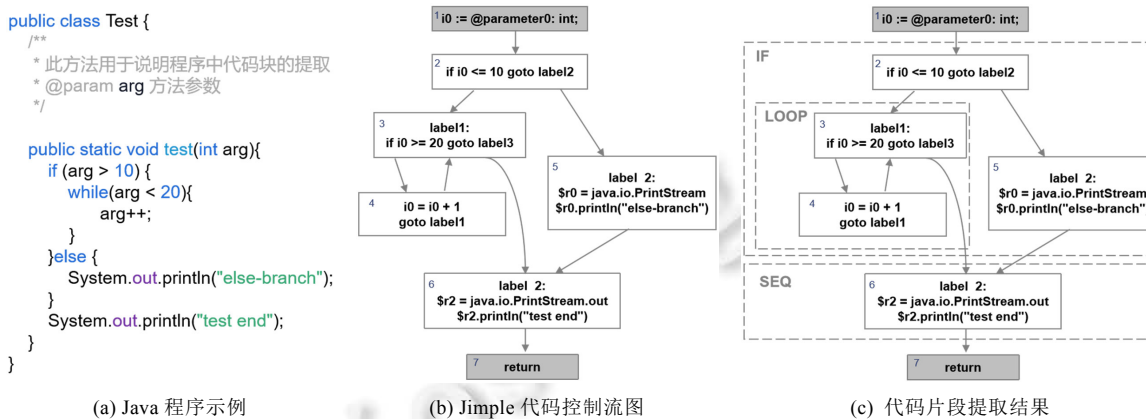 public class Test {
/**
* 此方法用于说明程序中代码块的提取
* @param arg 方法参数
*/
public static void test(int arg){
if (arg > 10) {
while(arg < 20){
arg++;
}
}else {
System.out.println("else-branch");
}
System.out.println("test end");
}
}
(a) Java 程序示例
1 i0 := @parameter0: int;
2
if i0 <= 10 goto label2
3
label1:
if i0 >= 20 goto label3
4
i0 = i0 + 1
goto label1
5
label 2:
$r0 = java.io.PrintStream
$r0.println("else-branch")
6
label 2:
$r2 = java.io.PrintStream.out
$r2.println("test end")
7
return
(b) Jimple 代码控制流图
1 i0 := @parameter0: int;
IF
2
if i0 <= 10 goto label2
LOOP
3
label1:
if i0 >= 20 goto label3
4
i0 = i0 + 1
goto label1
5
label 2:
$r0 = java.io.PrintStream
$r0.println("else-branch")
SEQ
6
label 2:
$r2 = java.io.PrintStream.out
$r2.println("test end")
7
return
(c) 代码片段提取结果